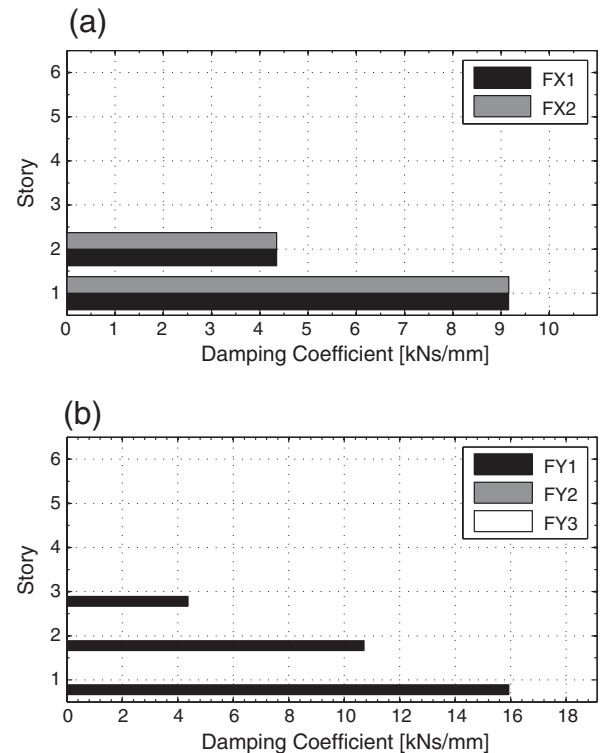 (a)
6
5
4
3
2
1
Story
FX1
FX2
0 1 2 3 4 5 6 7 8 9 10
Damping Coefficient [kNs/mm]
(b)
6
5
4
3
2
1
Story
FY1
FY2
FY3
0 2 4 6 8 10 12 14 16 18
Damping Coefficient [kNs/mm]